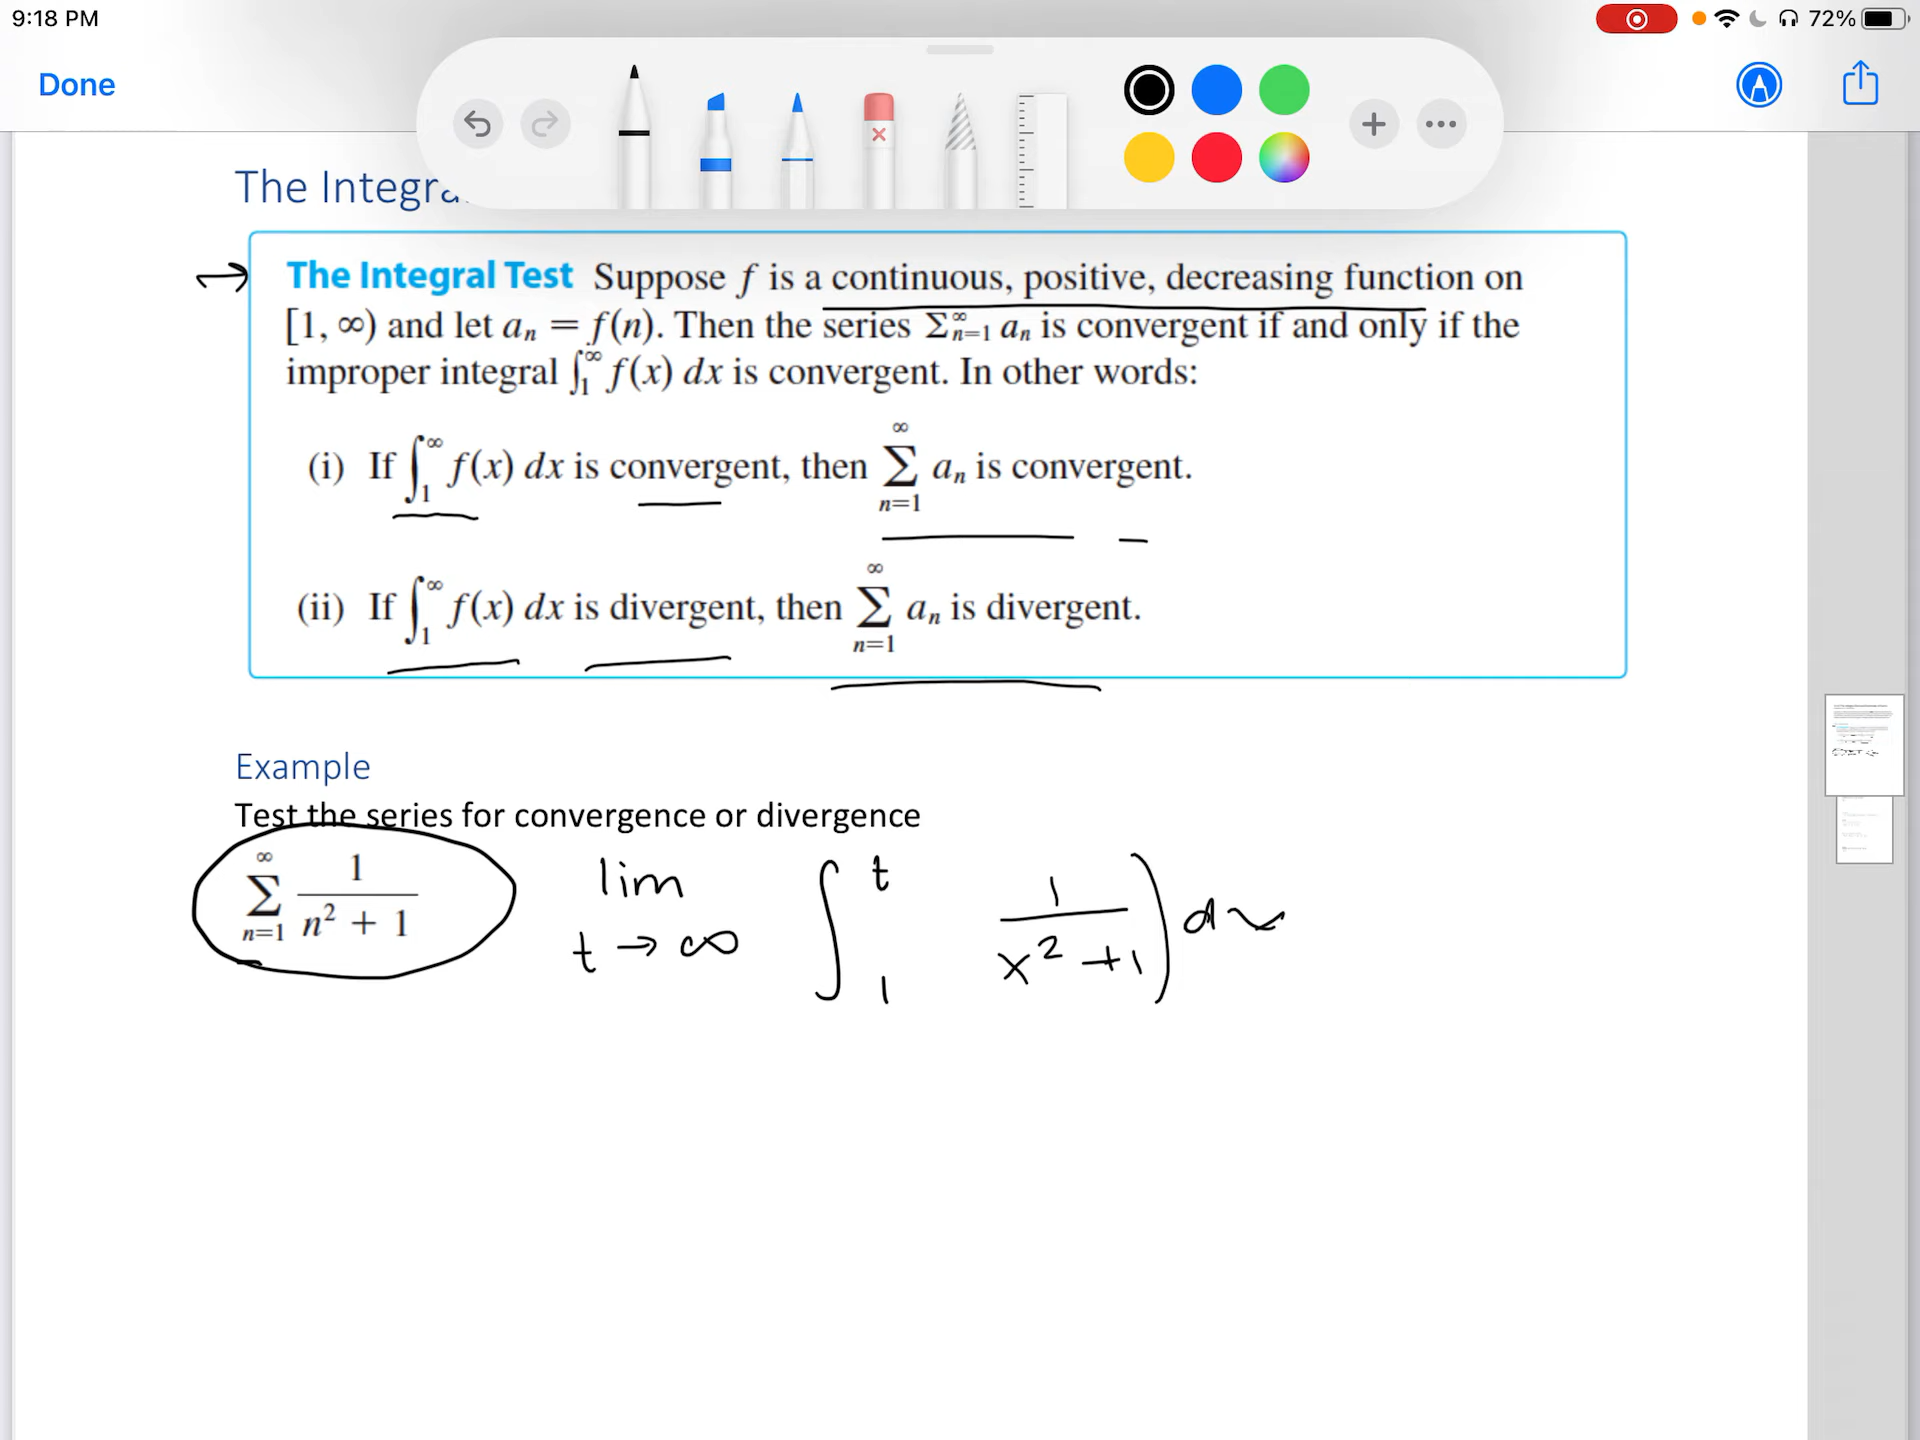 9:18 PM
72%
Done
The Integra
The Integral Test Suppose f is a continuous, positive, decreasing function on
[1, ∞) and let aₙ = f(n). Then the series Σ∞n=1 aₙ is convergent if and only if the
improper integral ∫₁^∞ f(x) dx is convergent. In other words:
(i) If ∫₁^∞ f(x) dx is convergent, then ∞Σn=1 aₙ is convergent.
(ii) If ∫₁^∞ f(x) dx is divergent, then ∞Σn=1 aₙ is divergent.
Example
Test the series for convergence or divergence
∞Σn=1 1/(n² + 1)
lim t → ∞ ∫₁^t 1/(x² + 1) ) dx